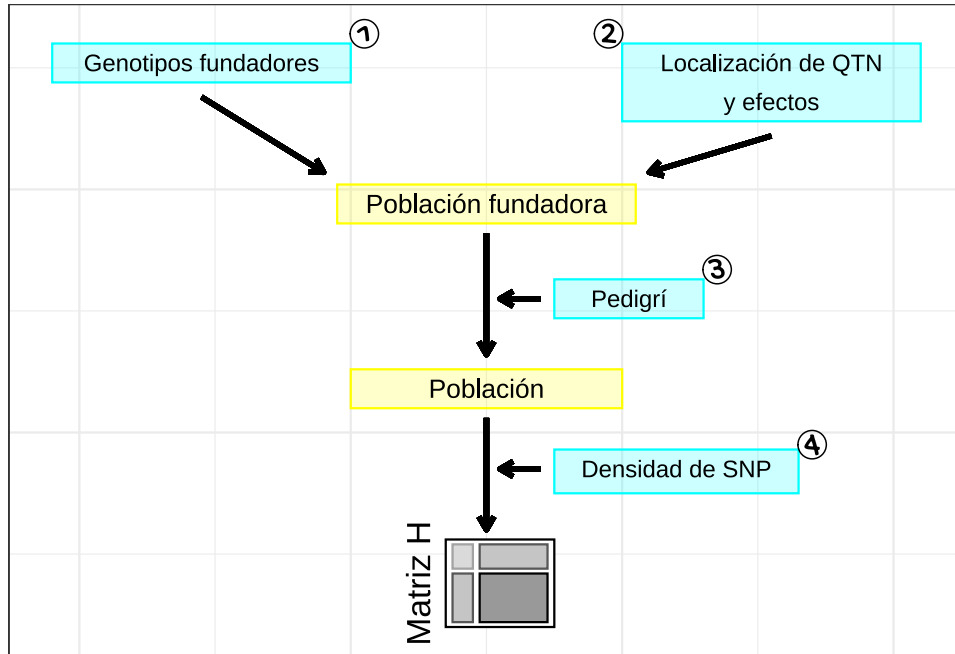 ①
Genotipos fundadores
②
Localización de QTN
y efectos
Población fundadora
③
Pedigrí
Población
④
Densidad de SNP
Matriz H